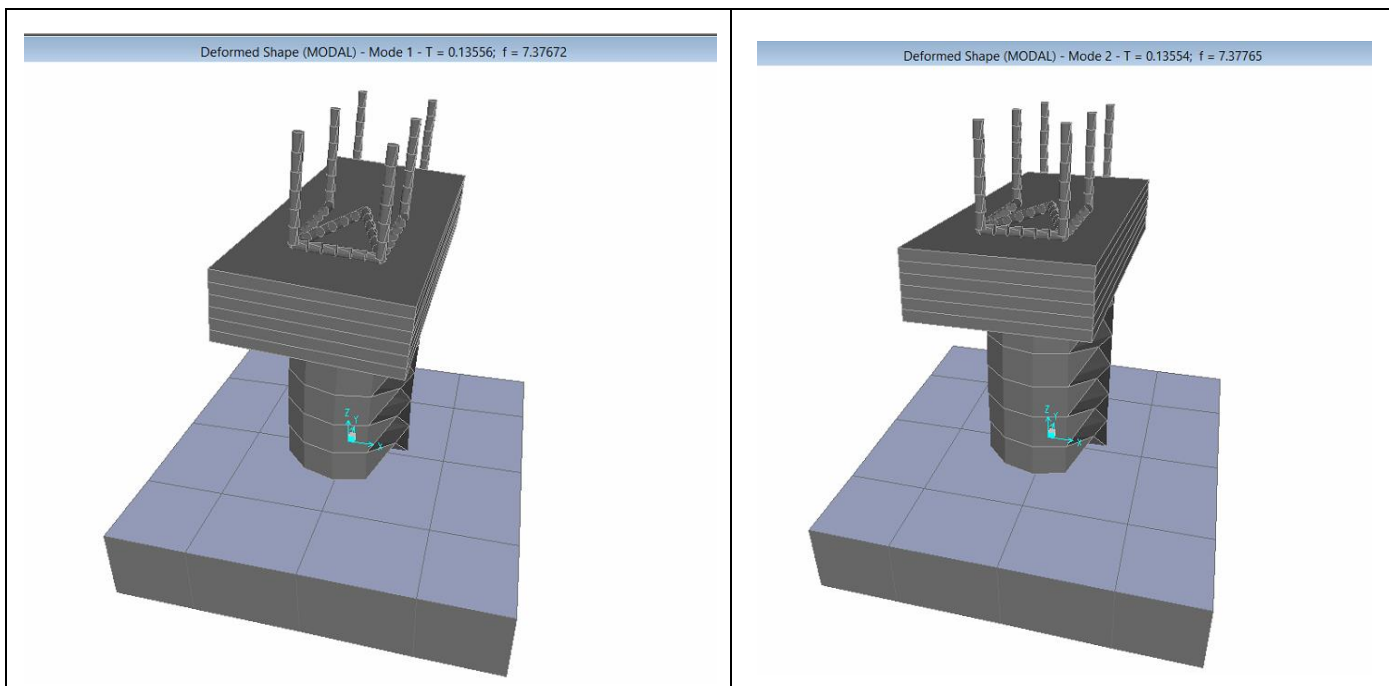 Deformed Shape (MODAL) - Mode 1 - T = 0.13556; f = 7.37672
Z
Y
X
Deformed Shape (MODAL) - Mode 2 - T = 0.13554; f = 7.37765
Z
Y
X